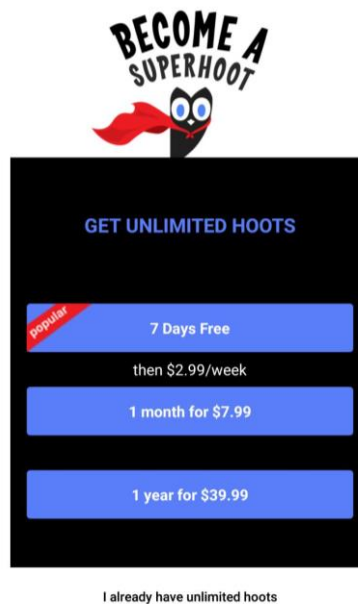 BECOME A
SUPERHOOT
GET UNLIMITED HOOTS
popular
7 Days Free
then $2.99/week
1 month for $7.99
1 year for $39.99
I already have unlimited hoots